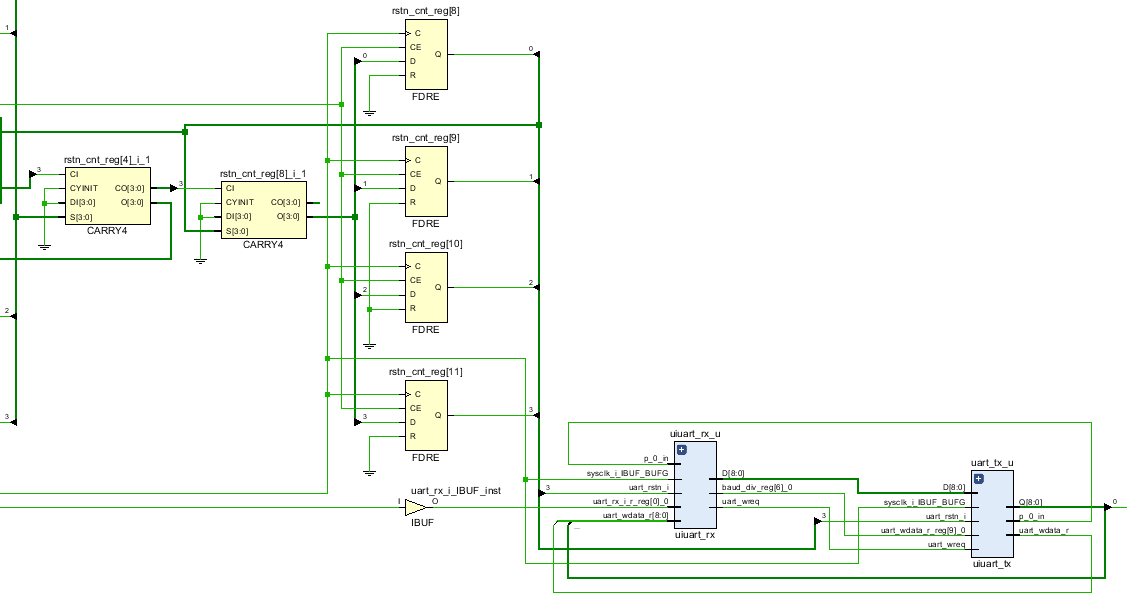 rstn_cnt_reg[8]
C
CE
D
R
Q
FDRE
0
0
1
rstn_cnt_reg[9]
C
CE
D
R
Q
FDRE
1
1
rstn_cnt_reg[4]_i_1
CI
CYINIT
DI[3:0]
S[3:0]
CO[3:0]
O[3:0]
CARRY4
3
3
rstn_cnt_reg[8]_i_1
CI
CYINIT
DI[3:0]
S[3:0]
CO[3:0]
O[3:0]
CARRY4
rstn_cnt_reg[10]
C
CE
D
R
Q
FDRE
2
2
2
rstn_cnt_reg[11]
C
CE
D
R
Q
FDRE
3
3
3
uart_rx_i_IBUF_inst
I
O
IBUF
uiuart_rx_u
p_0_in
sysclk_i_IBUF_BUFG
uart_rstn_i
uart_rx_i_r_reg[0]_0
uart_wdata_r[8:0]
D[8:0]
baud_div_reg[6]_0
uart_wreq
uiuart_rx
3
3
uart_tx_u
D[8:0]
sysclk_i_IBUF_BUFG
uart_rstn_i
uart_wdata_r_reg[9]_0
uart_wreq
Q[8:0]
p_0_in
uart_wdata_r
uiuart_tx
0